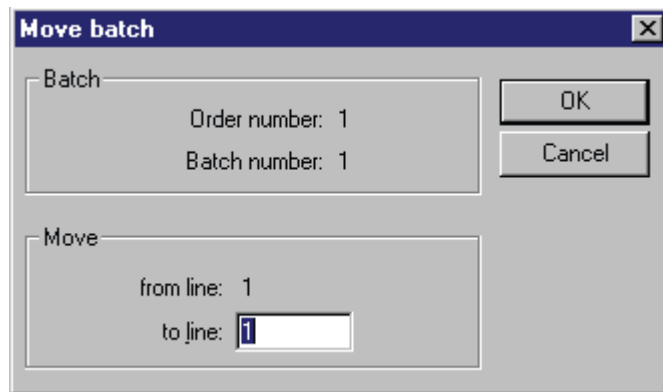 Move batch
Batch
Order number: 1
Batch number: 1
OK
Cancel
Move
from line: 1
to line: 1